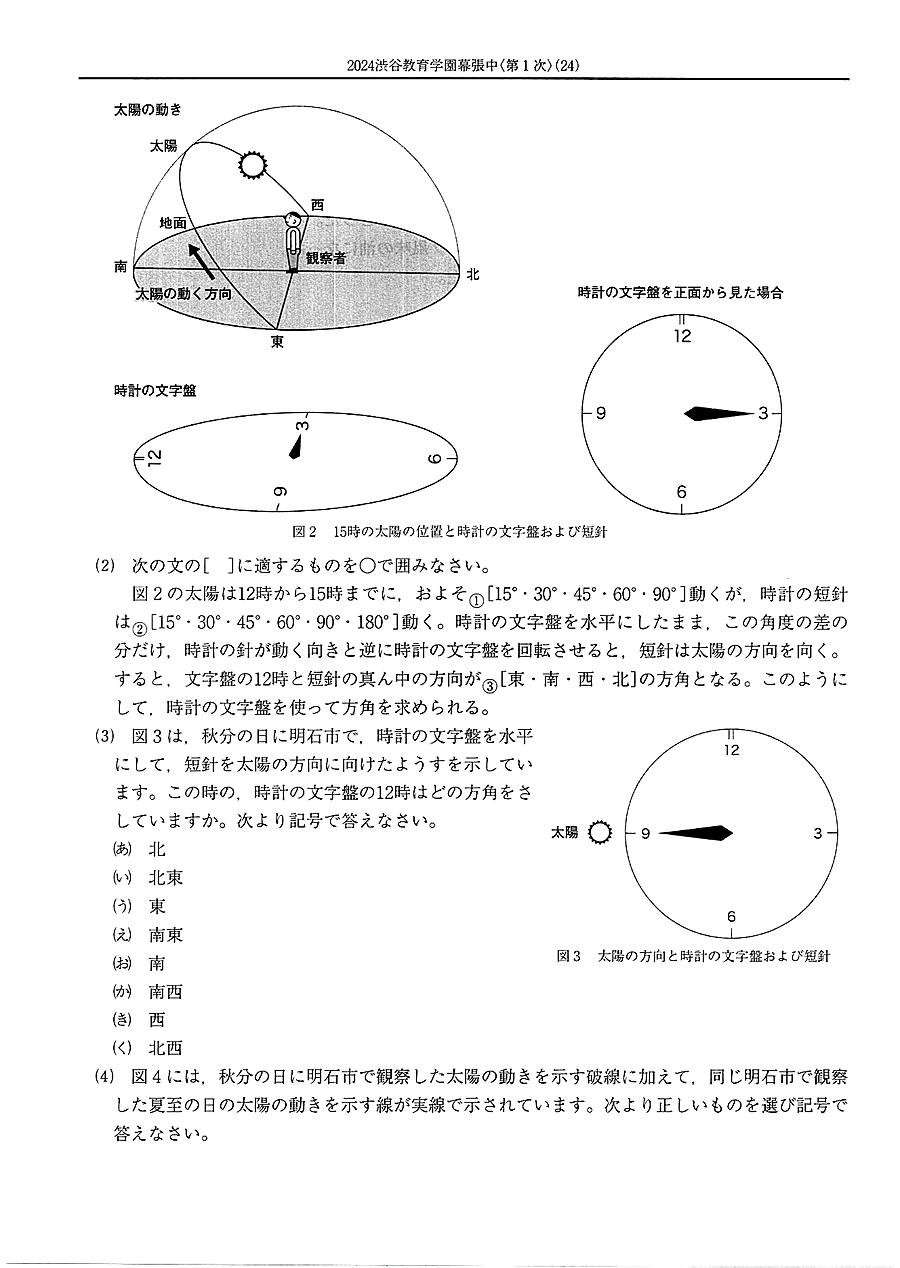 2024渋谷教育学園幕張中〈第1次〉(24)
太陽の動き
太陽
西
地面
観察者
南
北
太陽の動く方向
東
時計の文字盤を正面から見た場合
12
9
3
6
時計の文字盤
3
12
6
9
図2 15時の太陽の位置と時計の文字盤および短針
(2) 次の文の[ ]に適するものを○で囲みなさい。
図2の太陽は12時から15時までに，およそ①[15°・30°・45°・60°・90°]動くが，時計の短針
は②[15°・30°・45°・60°・90°・180°]動く。時計の文字盤を水平にしたまま，この角度の差の
分だけ，時計の針が動く向きと逆に時計の文字盤を回転させると，短針は太陽の方向を向く。
すると，文字盤の12時と短針の真ん中の方向が③[東・南・西・北]の方角となる。このように
して，時計の文字盤を使って方角を求められる。
(3) 図3は，秋分の日に明石市で，時計の文字盤を水平
にして，短針を太陽の方向に向けたようすを示してい
ます。この時の，時計の文字盤の12時はどの方角をさ
していますか。次より記号で答えなさい。
(あ) 北
(い) 北東
(う) 東
(え) 南東
(お) 南
(か) 南西
(き) 西
(く) 北西
12
太陽
9
3
6
図3 太陽の方向と時計の文字盤および短針
(4) 図4には，秋分の日に明石市で観察した太陽の動きを示す破線に加えて，同じ明石市で観察
した夏至の日の太陽の動きを示す線が実線で示されています。次より正しいものを選び記号で
答えなさい。